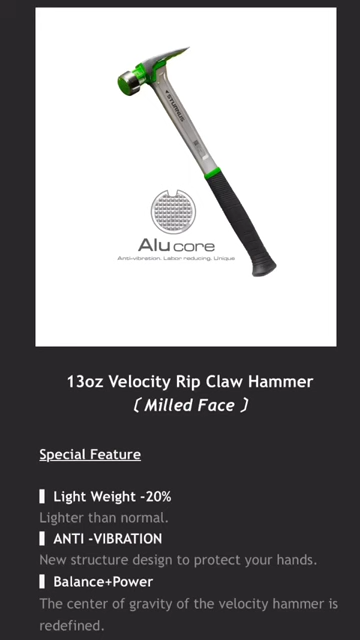 STURNUS
Alu core
Anti-vibration. Labor reducing. Unique
13oz Velocity Rip Claw Hammer
〔 Milled Face 〕
Special Feature
▌ Light Weight -20%
Lighter than normal.
▌ ANTI -VIBRATION
New structure design to protect your hands.
▌ Balance+Power
The center of gravity of the velocity hammer is
redefined.